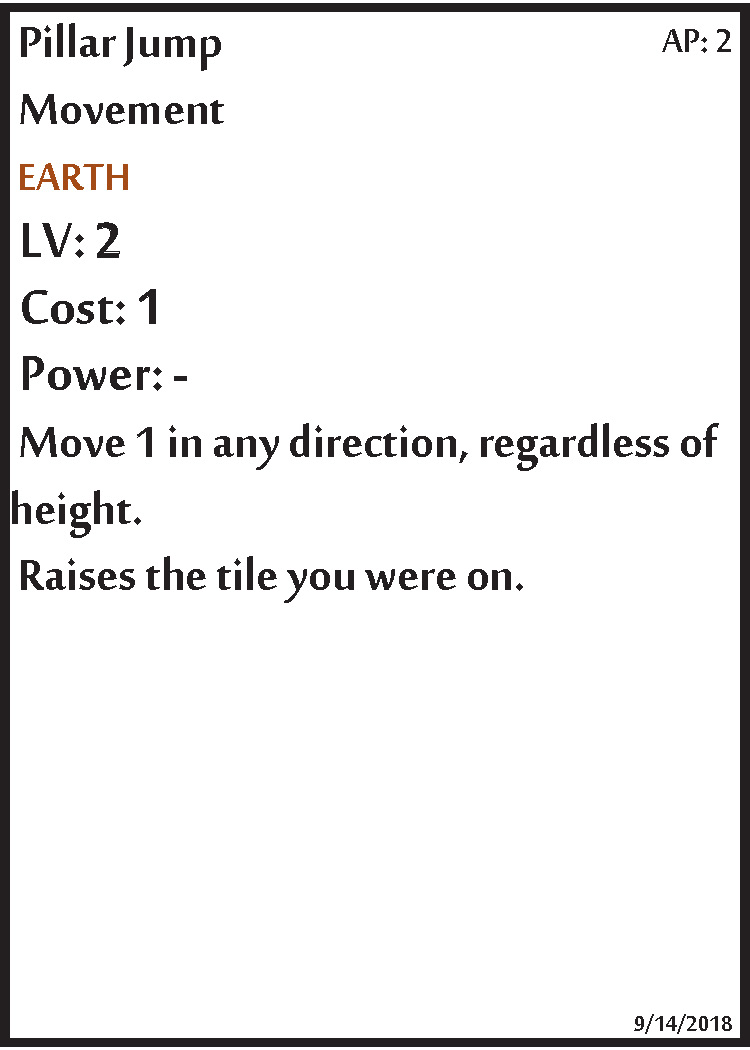 Pillar Jump
AP: 2
Movement
EARTH
LV: 2
Cost: 1
Power: -
Move 1 in any direction, regardless of
height.
Raises the tile you were on.
9/14/2018